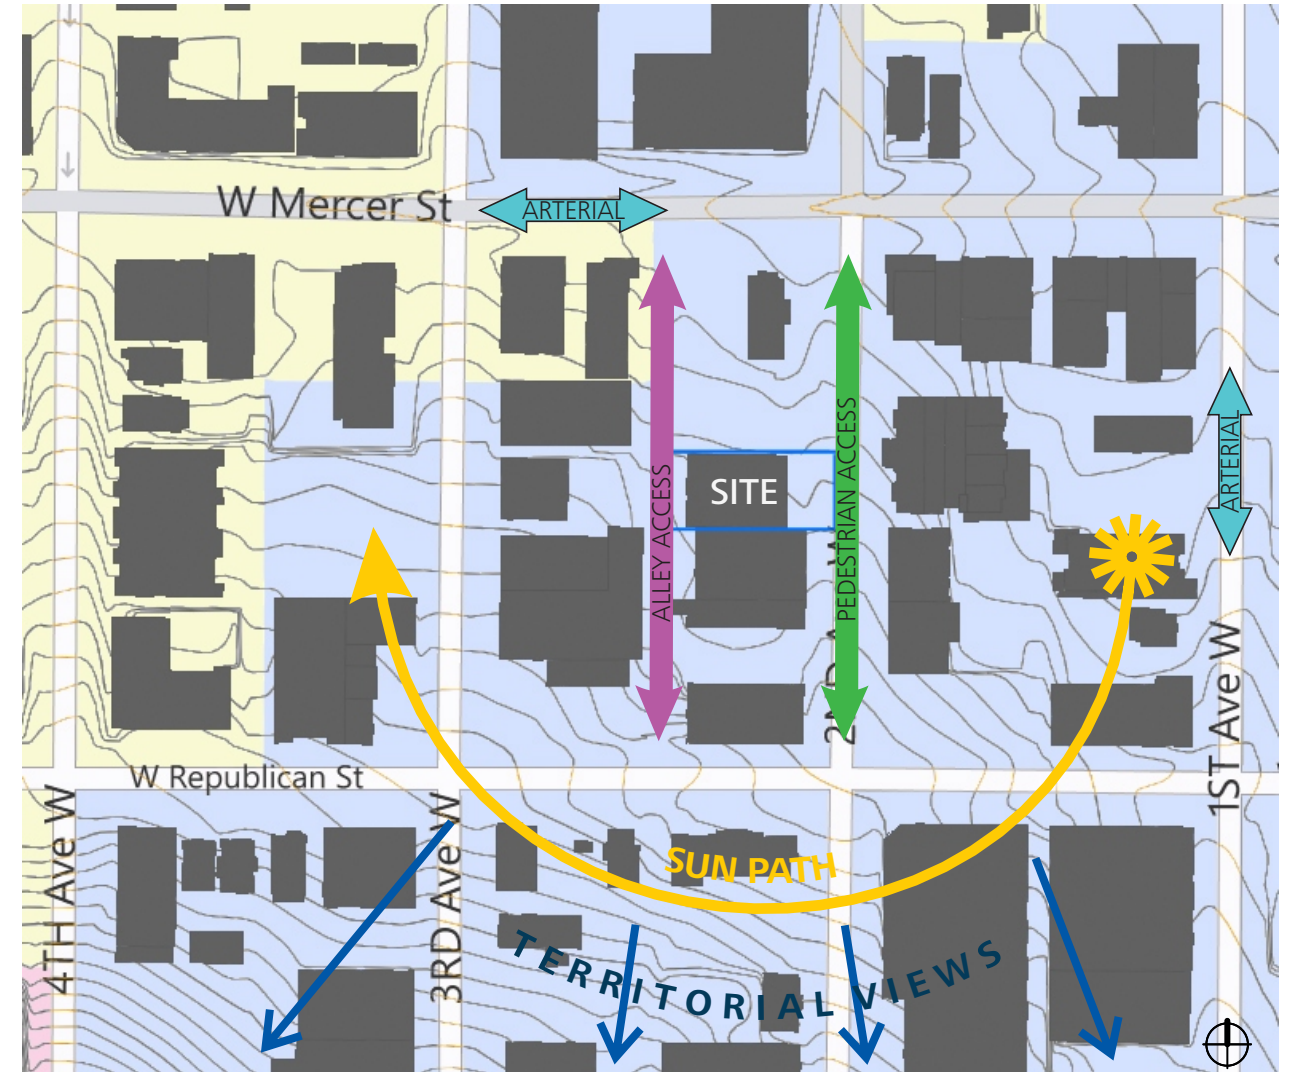 W Mercer St
ARTERIAL
ALLEY ACCESS
PEDESTRIAN ACCESS
SITE
ARTERIAL
1ST Ave W
W Republican St
4TH Ave W
3RD Ave W
SUN PATH
TERRITORIAL VIEWS